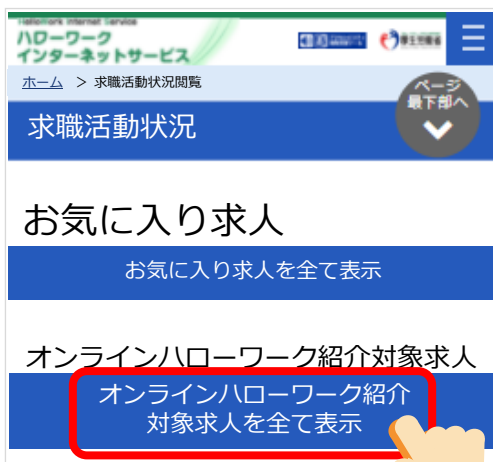 HelloWork Internet Service
ハローワーク
インターネットサービス
ホーム > 求職活動状況閲覧
ページ
最下部へ
求職活動状況
お気に入り求人
お気に入り求人を全て表示
オンラインハローワーク紹介対象求人
オンラインハローワーク紹介
対象求人を全て表示